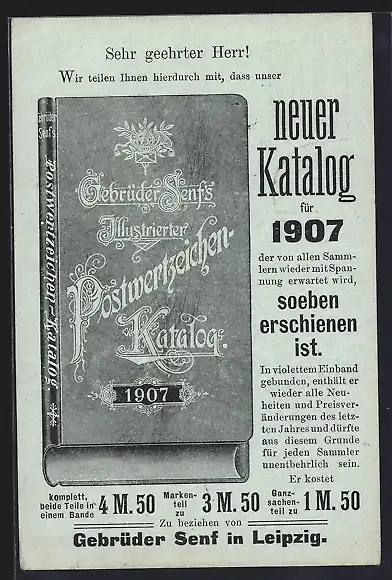 Sehr geehrter Herr!
Wir teilen Ihnen hierdurch mit, dass unser
Gebrüder
Senf's
Postwertzeichen-Katalog
Gebrüder Senf's
Illustrierter
Postwertzeichen-
Katalog.
1907
neuer
Katalog
für
1907
der von allen Samm-
lern wieder mit Span-
nung erwartet wird,
soeben
erschienen
ist.
In violettem Einband
gebunden, enthält er
wieder alle Neu-
heiten und Preisver-
änderungen des letz-
ten Jahres und dürfte
aus diesem Grunde
für jeden Sammler
unentbehrlich sein.
Er kostet
komplett,
beide Teile in
einem Bande
4 M. 50
Marken-
teil
zu
3 M. 50
Ganz-
sachen-
teil zu
1 M. 50
Zu beziehen von
Gebrüder Senf in Leipzig.